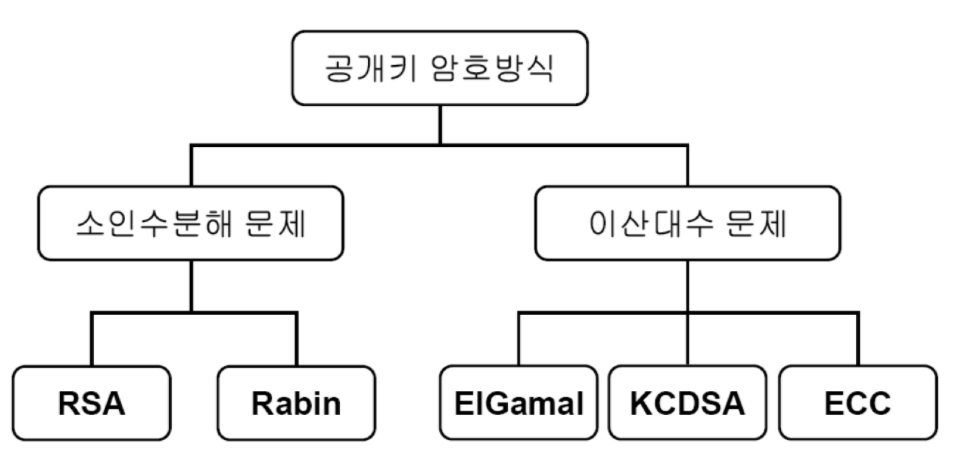 공개키 암호방식
소인수분해 문제
이산대수 문제
RSA
Rabin
ElGamal
KCDSA
ECC